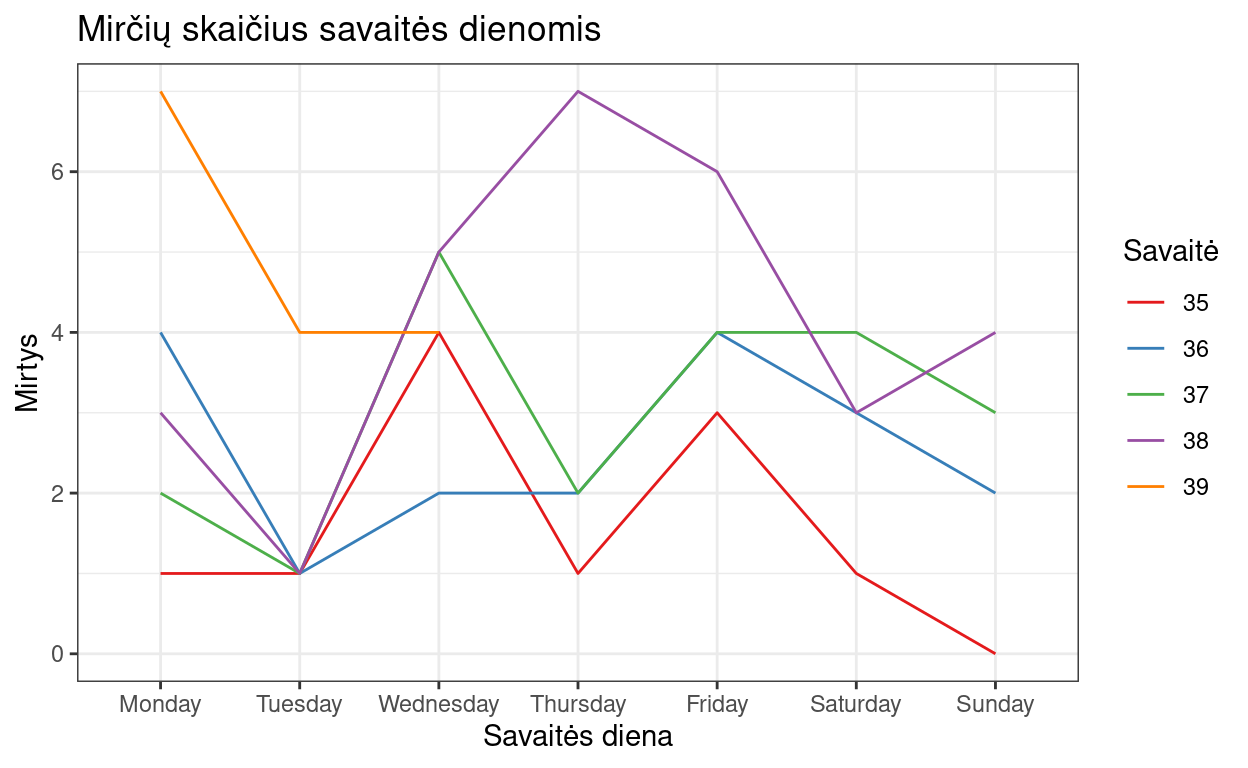 Mirčių skaičius savaitės dienomis
6
4
2
0
Mirtys
Monday Tuesday Wednesday Thursday Friday Saturday Sunday
Savaitės diena
Savaitė
35
36
37
38
39